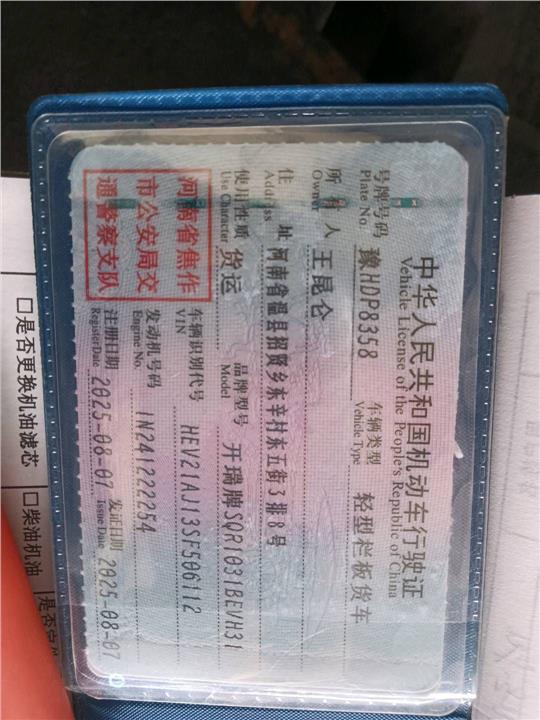 中华人民共和国机动车行驶证
Vehicle License of the People's Republic of China
号牌号码 豫HDP8358 车辆类型 轻型栏板货车
Plate No. Vehicle Type
所有人 王昆仑
Owner
住址 河南省温县招贤乡东辛村东五街3排8号
Address
使用性质 货运 品牌型号 开瑞牌SQR1031BEVH31
Use Character Model
河南省焦作
市公安局交
通警察支队
车辆识别代号 HEV21AJ13SF506112
VIN
发动机号码 1N241222254
Engine No.
注册日期 2025-08-07 发证日期 2025-08-07
Register Date Issue Date
□是否更换机油滤芯 □柴油机油